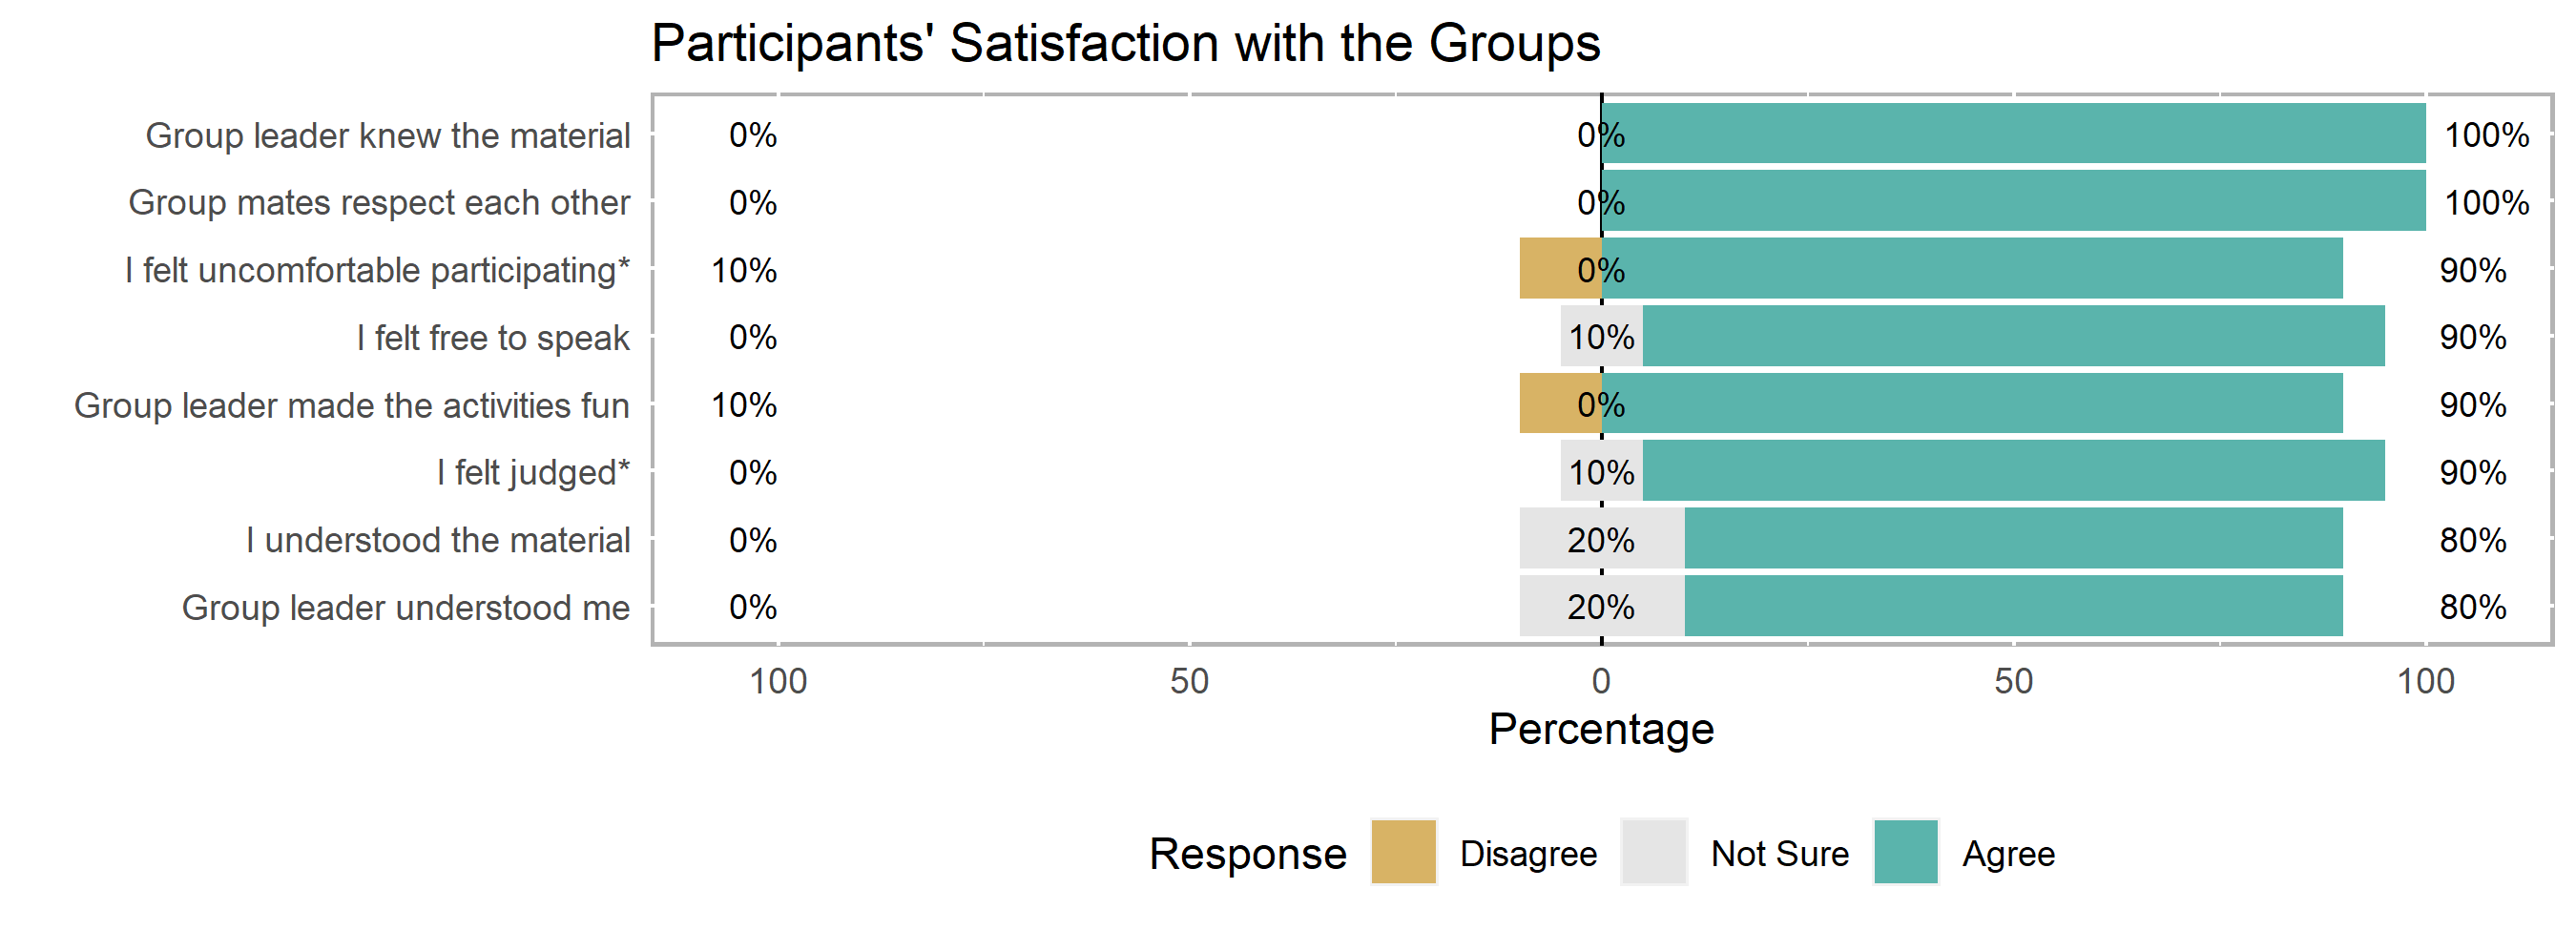 Participants' Satisfaction with the Groups
Group leader knew the material 0% 0% 100%
Group mates respect each other 0% 0% 100%
I felt uncomfortable participating* 10% 0% 90%
I felt free to speak 0% 10% 90%
Group leader made the activities fun 10% 0% 90%
I felt judged* 0% 10% 90%
I understood the material 0% 20% 80%
Group leader understood me 0% 20% 80%
100 50 0 50 100
Percentage
Response Disagree Not Sure Agree